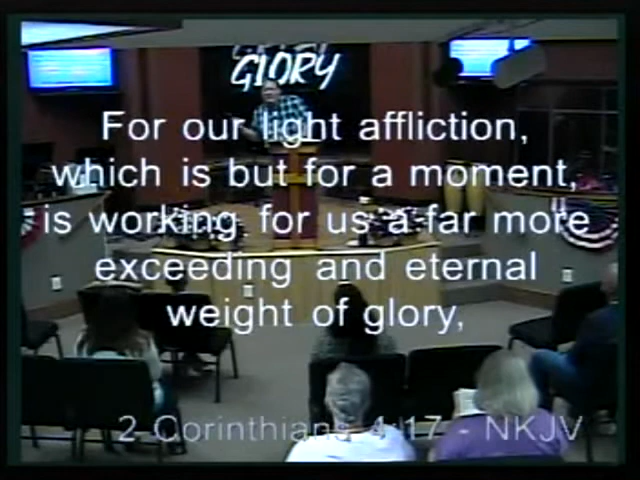 GLORY
For our light affliction,
which is but for a moment,
is working for us a far more
exceeding and eternal
weight of glory,
2 Corinthians 4:17 - NKJV